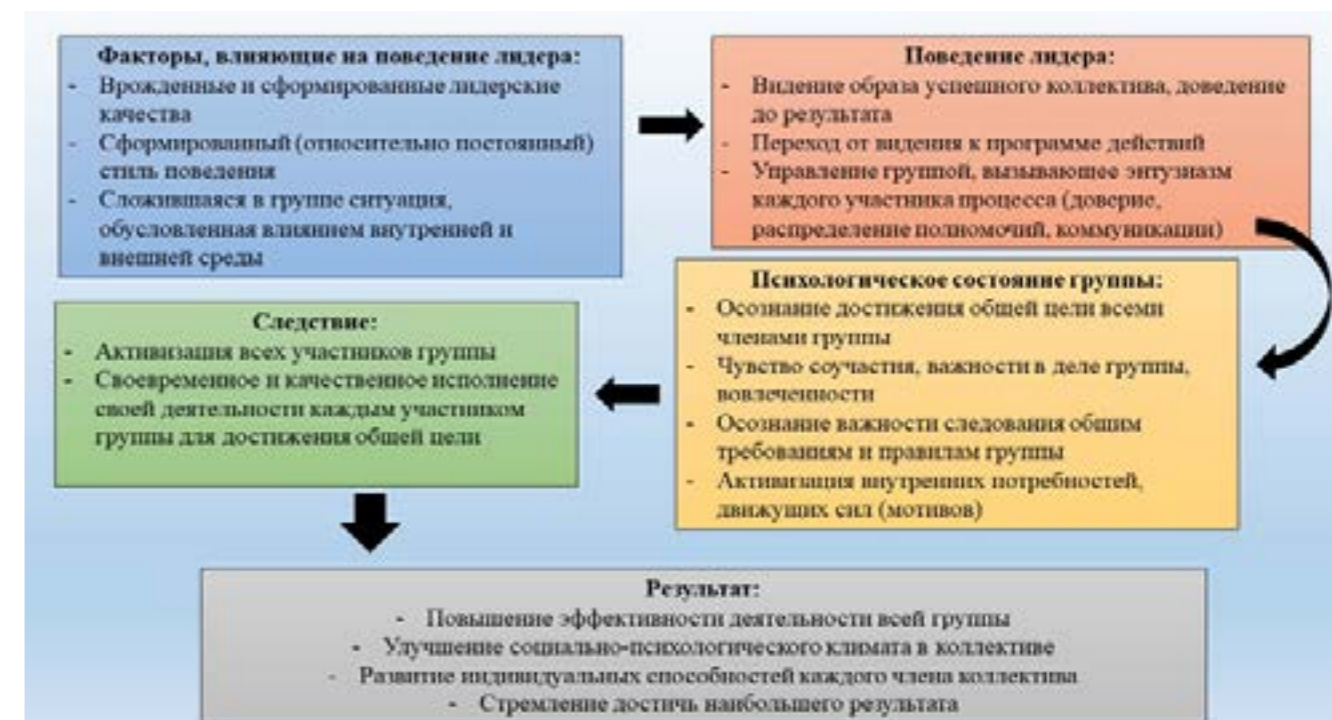 Факторы, влияющие на поведение лидера:
- Врожденные и сформированные лидерские
качества
- Сформированный (относительно постоянный)
стиль поведения
- Сложившаяся в группе ситуация,
обусловленная влиянием внутренней и
внешней среды
Поведение лидера:
- Видение образа успешного коллектива, доведение
до результата
- Переход от видения к программе действий
- Управление группой, вызывающее энтузиазм
каждого участника процесса (доверие,
распределение полномочий, коммуникации)
Психологическое состояние группы:
- Осознание достижения общей цели всеми
членами группы
- Чувство соучастия, важности в деле группы,
вовлеченности
- Осознание важности следования общим
требованиям и правилам группы
- Активизация внутренних потребностей,
движущих сил (мотивов)
Следствие:
- Активизация всех участников группы
- Своевременное и качественное исполнение
своей деятельности каждым участником
группы для достижения общей цели
Результат:
- Повышение эффективности деятельности всей группы
- Улучшение социально-психологического климата в коллективе
- Развитие индивидуальных способностей каждого члена коллектива
- Стремление достичь наибольшего результата